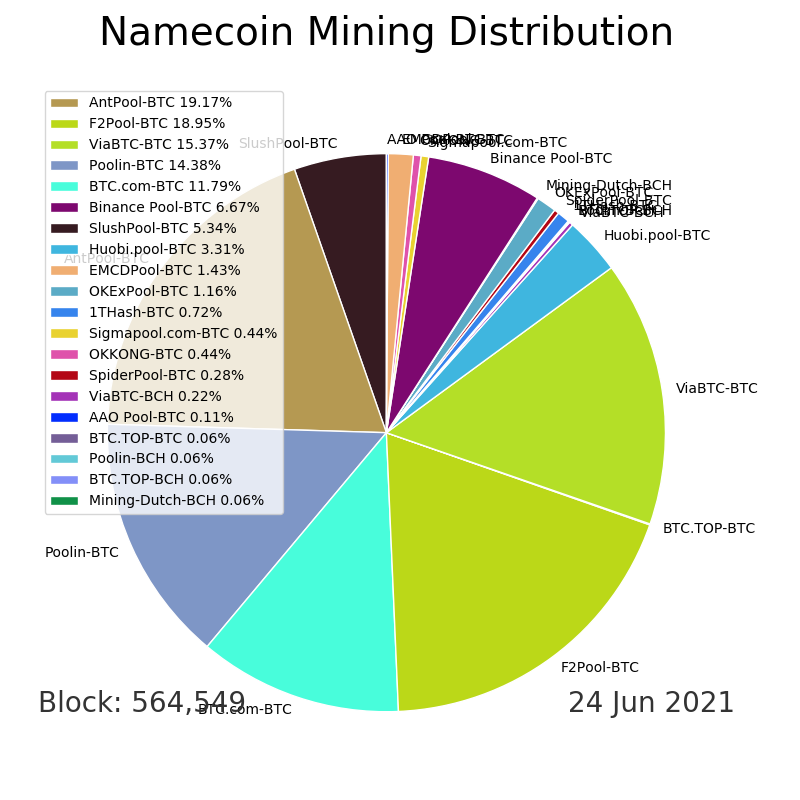 Namecoin Mining Distribution
AntPool-BTC 19.17%
F2Pool-BTC 18.95%
ViaBTC-BTC 15.37%
Poolin-BTC 14.38%
BTC.com-BTC 11.79%
Binance Pool-BTC 6.67%
SlushPool-BTC 5.34%
Huobi.pool-BTC 3.31%
EMCDPool-BTC 1.43%
OKExPool-BTC 1.16%
1THash-BTC 0.72%
Sigmapool.com-BTC 0.44%
OKKONG-BTC 0.44%
SpiderPool-BTC 0.28%
ViaBTC-BCH 0.22%
AAO Pool-BTC 0.11%
BTC.TOP-BTC 0.06%
Poolin-BCH 0.06%
BTC.TOP-BCH 0.06%
Mining-Dutch-BCH 0.06%
SlushPool-BTC
AntPool-BTC
Sigmapool.com-BTC
Binance Pool-BTC
Mining-Dutch-BCH
OKExPool-BTC
SpiderPool-BTC
ViaBTC-BCH
Huobi.pool-BTC
ViaBTC-BTC
BTC.TOP-BTC
Poolin-BTC
F2Pool-BTC
BTC.com-BTC
Block: 564,549
24 Jun 2021